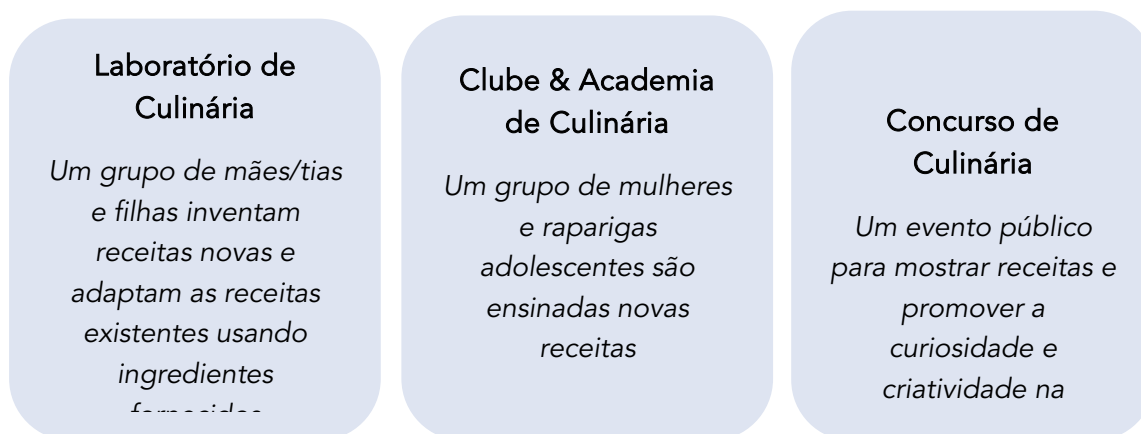 Laboratório de
Culinária
Um grupo de mães/tias
e filhas inventam
receitas novas e
adaptam as receitas
existentes usando
ingredientes
fornecidos
Clube & Academia
de Culinária
Um grupo de mulheres
e raparigas
adolescentes são
ensinadas novas
receitas
Concurso de
Culinária
Um evento público
para mostrar receitas e
promover a
curiosidade e
criatividade na